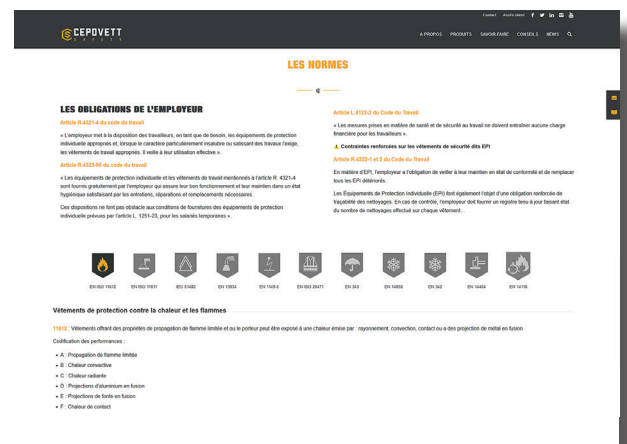 Contact Accès client
CEPOVETT
SAFETY
A PROPOS PRODUITS SAVOIR-FAIRE CONSEILS NEWS
LES NORMES
LES OBLIGATIONS DE L'EMPLOYEUR
Article R.4321-4 du code du travail
« L'employeur met à la disposition des travailleurs, en tant que de besoin, les équipements de protection
individuelle appropriés et, lorsque le caractère particulièrement insalubre ou salissant des travaux l'exige,
les vêtements de travail appropriés. Il veille à leur utilisation effective ».
Article R.4323-95 du code du travail
« Les équipements de protection individuelle et les vêtements de travail mentionnés à l'article R. 4321-4
sont fournis gratuitement par l'employeur qui assure leur bon fonctionnement et leur maintien dans un état
hygiénique satisfaisant par les entretiens, réparations et remplacements nécessaires.
Ces dispositions ne font pas obstacle aux conditions de fournitures des équipements de protection
individuelle prévues par l'article L. 1251-23, pour les salariés temporaires ».
Article L.4122-2 du Code du Travail
« Les mesures prises en matière de santé et de sécurité au travail ne doivent entraîner aucune charge
financière pour les travailleurs ».
Contraintes renforcées sur les vêtements de sécurité dits EPI
Article R.4322-1 et 2 du Code du Travail
En matière d'EPI, l'employeur a l'obligation de veiller à leur maintien en état de conformité et de remplacer
tous les EPI détériorés.
Les Équipements de Protection Individuelle (EPI) font également l'objet d'une obligation renforcée de
traçabilité des nettoyages. En cas de contrôle, l'employeur doit fournir un registre tenu à jour faisant état
du nombre de nettoyages effectué sur chaque vêtement...
EN ISO 11612 EN ISO 11611 IEC 61482 EN 13034 EN 1149-5 EN ISO 20471 EN 343 EN 14058 EN 342 EN 14404 EN 14116
Vêtements de protection contre la chaleur et les flammes
11612 : Vêtements offrant des propriétés de propagation de flamme limitée et ou le porteur peut être exposé à une chaleur émise par : rayonnement, convection, contact ou a des projection de métal en fusion
Codification des performances :
A : Propagation de flamme limitée
B : Chaleur convective
C : Chaleur radiante
D : Projections d'aluminium en fusion
E : Projections de fonte en fusion
F : Chaleur de contact